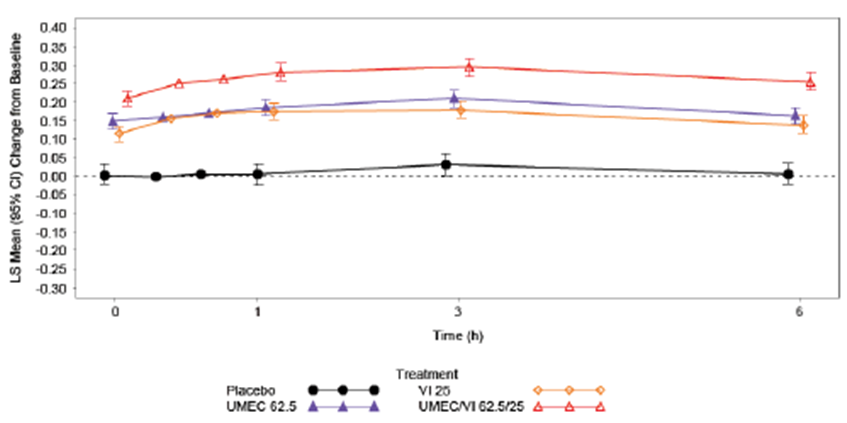 LS Mean (95% CI) Change from Baseline
0.40
0.35
0.30
0.25
0.20
0.15
0.10
0.05
0.00
-0.05
-0.10
-0.15
-0.20
-0.25
-0.30
0 1 3 6
Time (h)
Treatment
Placebo VI 25
UMEC 62.5 UMEC/VI 62.5/25